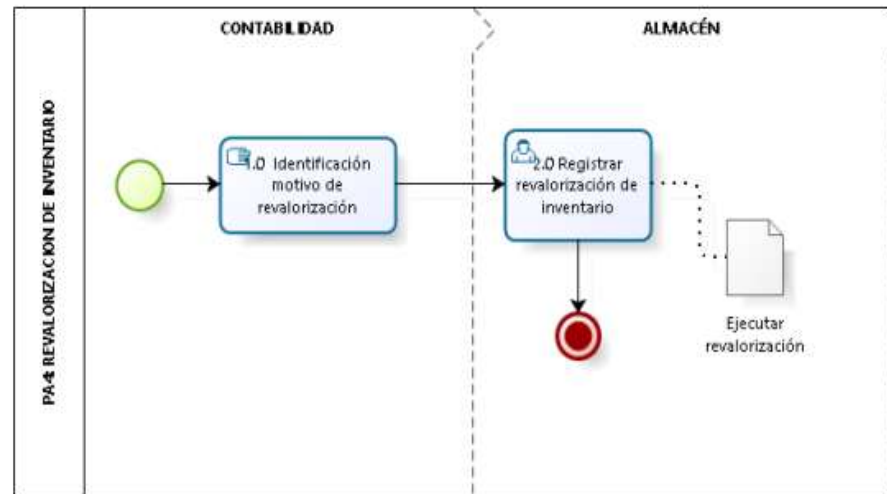 PA4: REVALORIZACION DE INVENTARIO
CONTABILIDAD
ALMACÉN
1.0 Identificación
motivo de
revalorización
2.0 Registrar
revalorización de
inventario
Ejecutar
revalorización